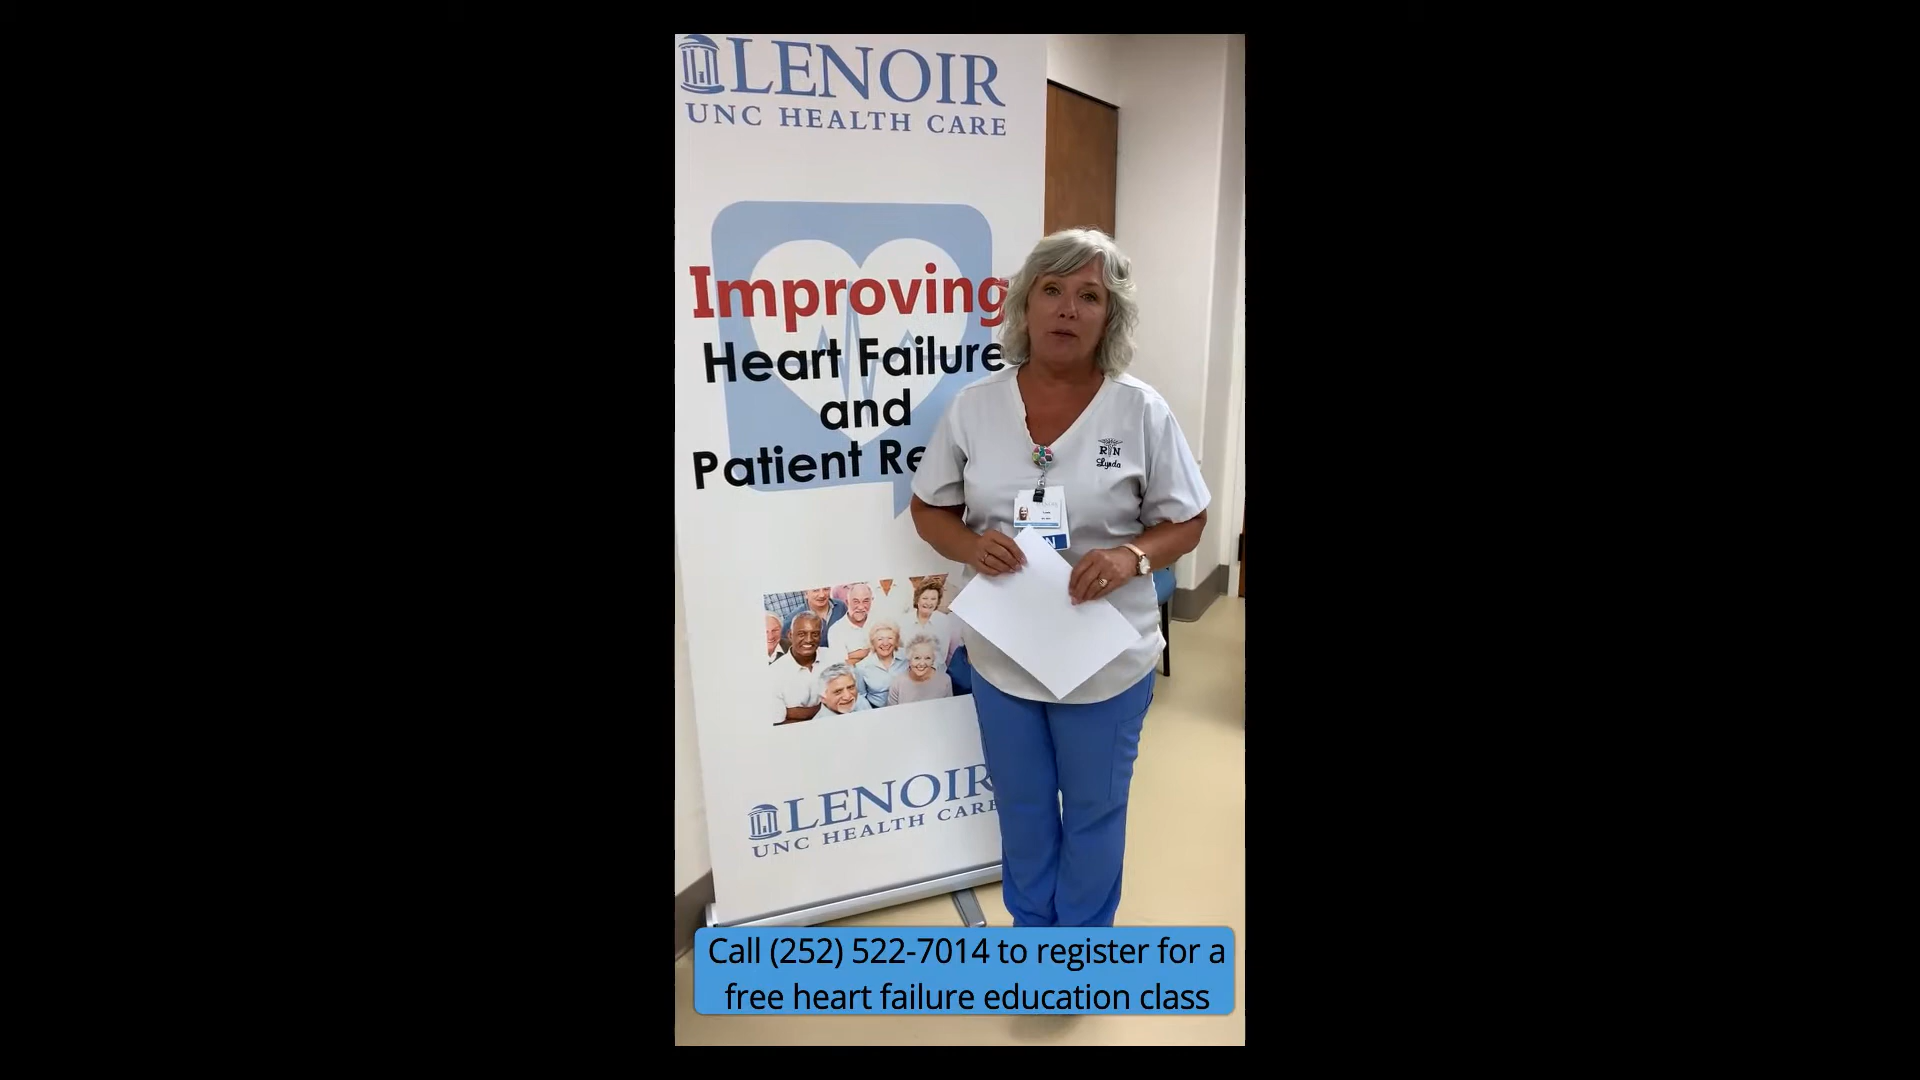 LENOIR
UNC HEALTH CARE
Improving
Heart Failure
and
Patient Re
RN
Lynda
LENOIR
UNC HEALTH CARE
Call (252) 522-7014 to register for a
free heart failure education class